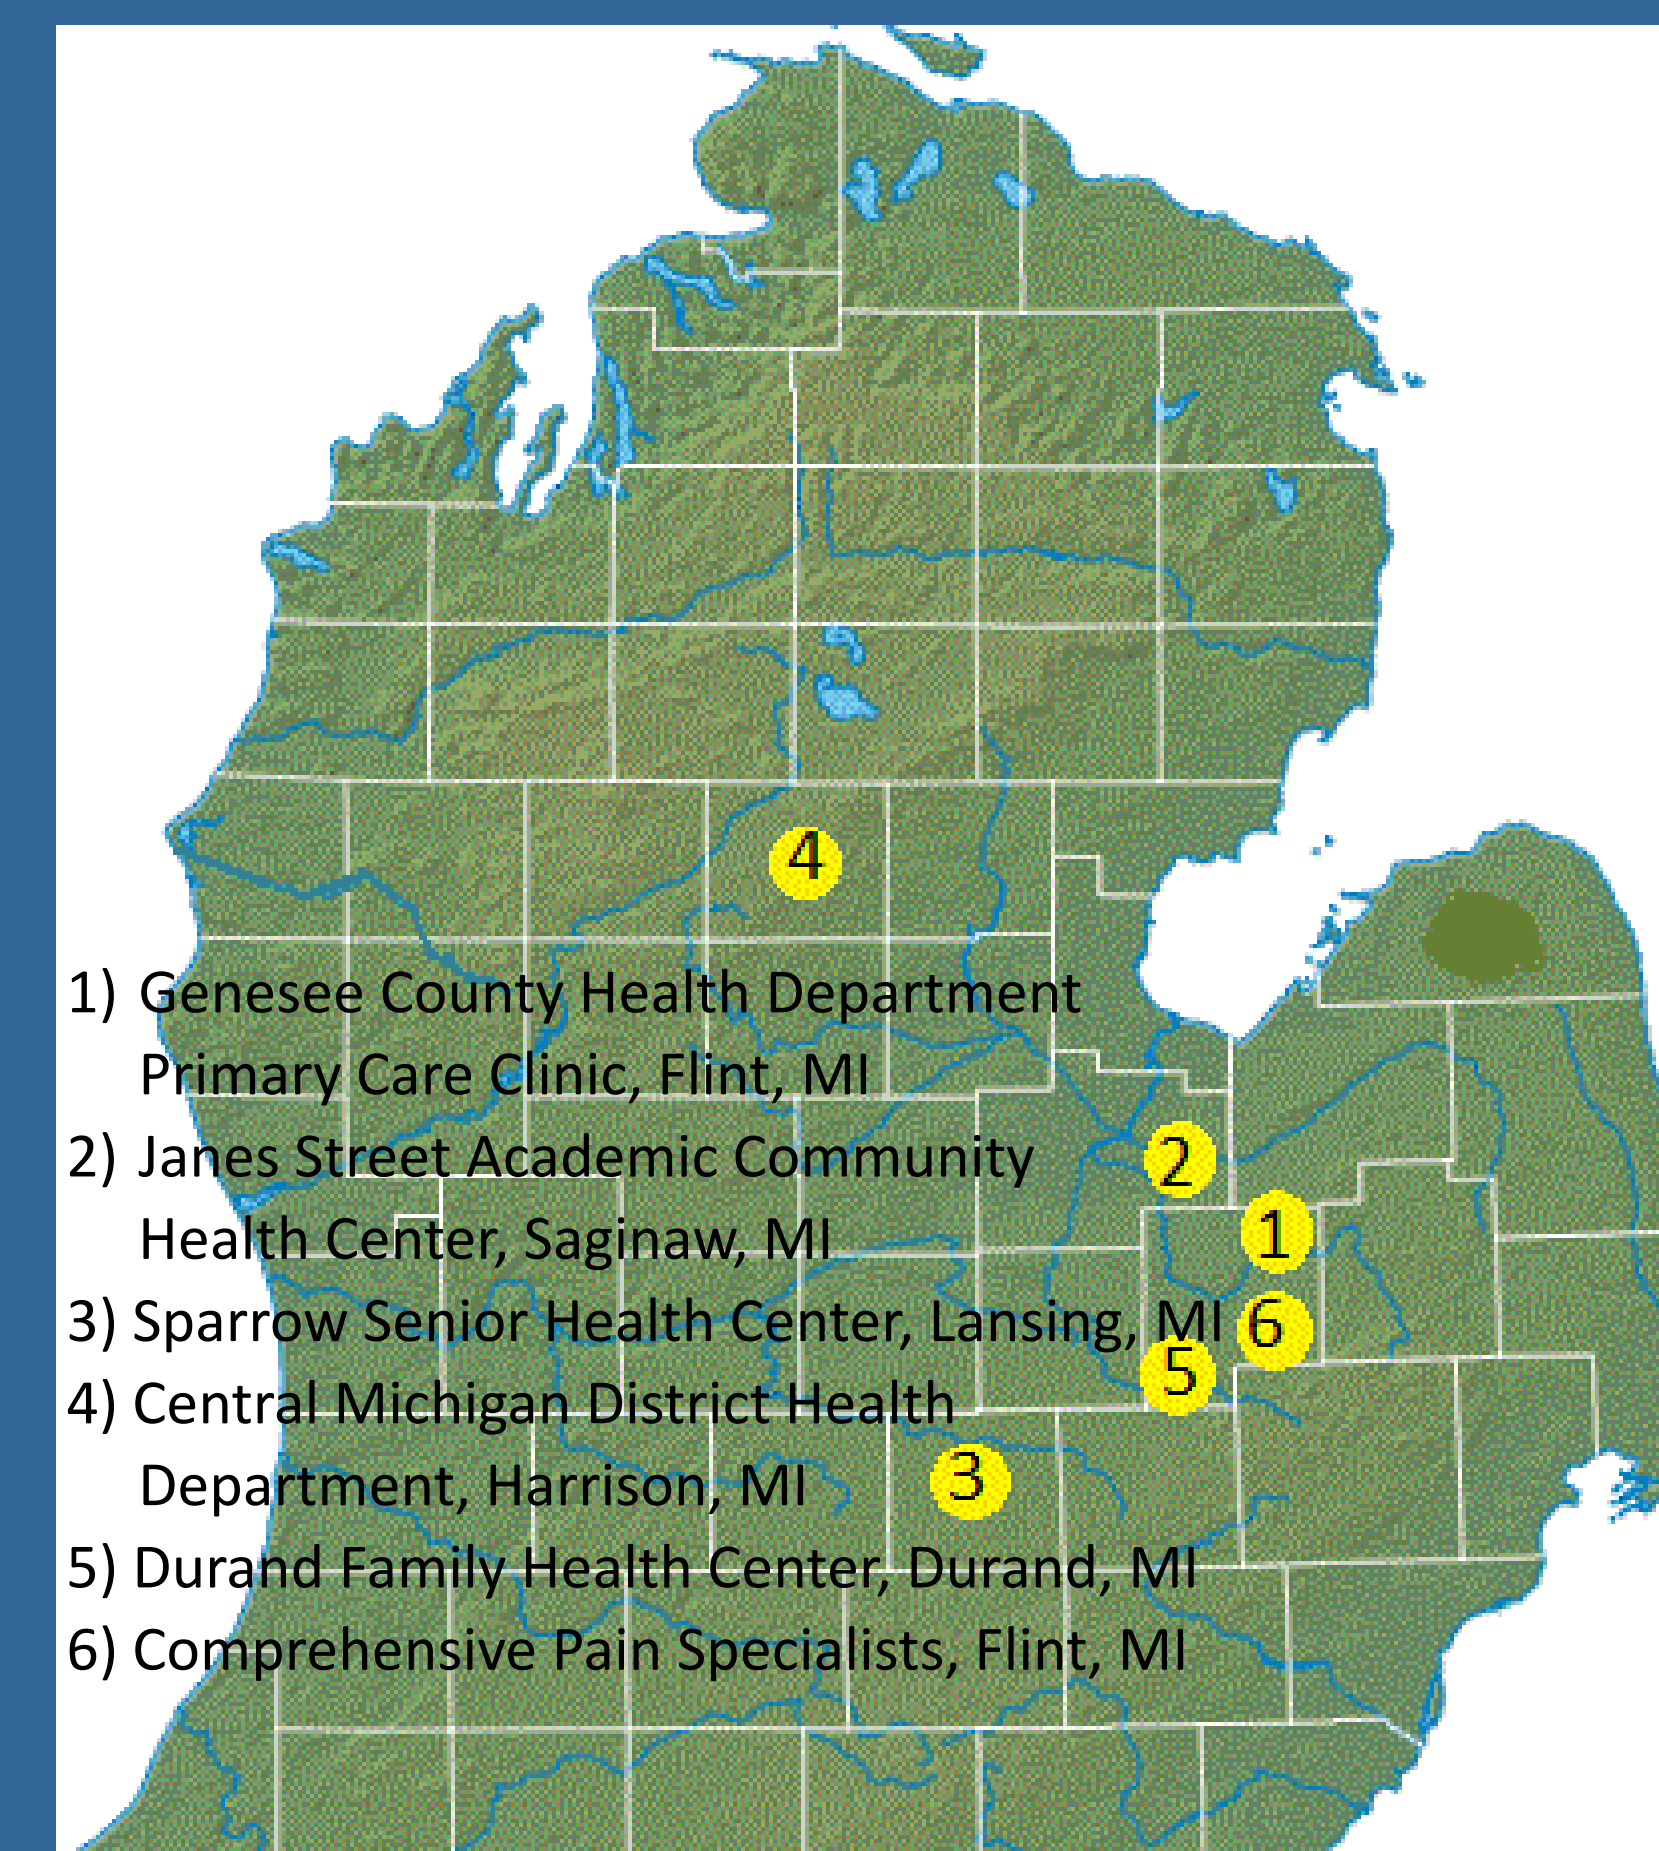 4
1) Genesee County Health Department
Primary Care Clinic, Flint, MI
2) Janes Street Academic Community
2
Health Center, Saginaw, MI
1
3) Sparrow Senior Health Center, Lansing, MI
6
5
4) Central Michigan District Health
Department, Harrison, MI
3
5) Durand Family Health Center, Durand, MI
6) Comprehensive Pain Specialists, Flint, MI